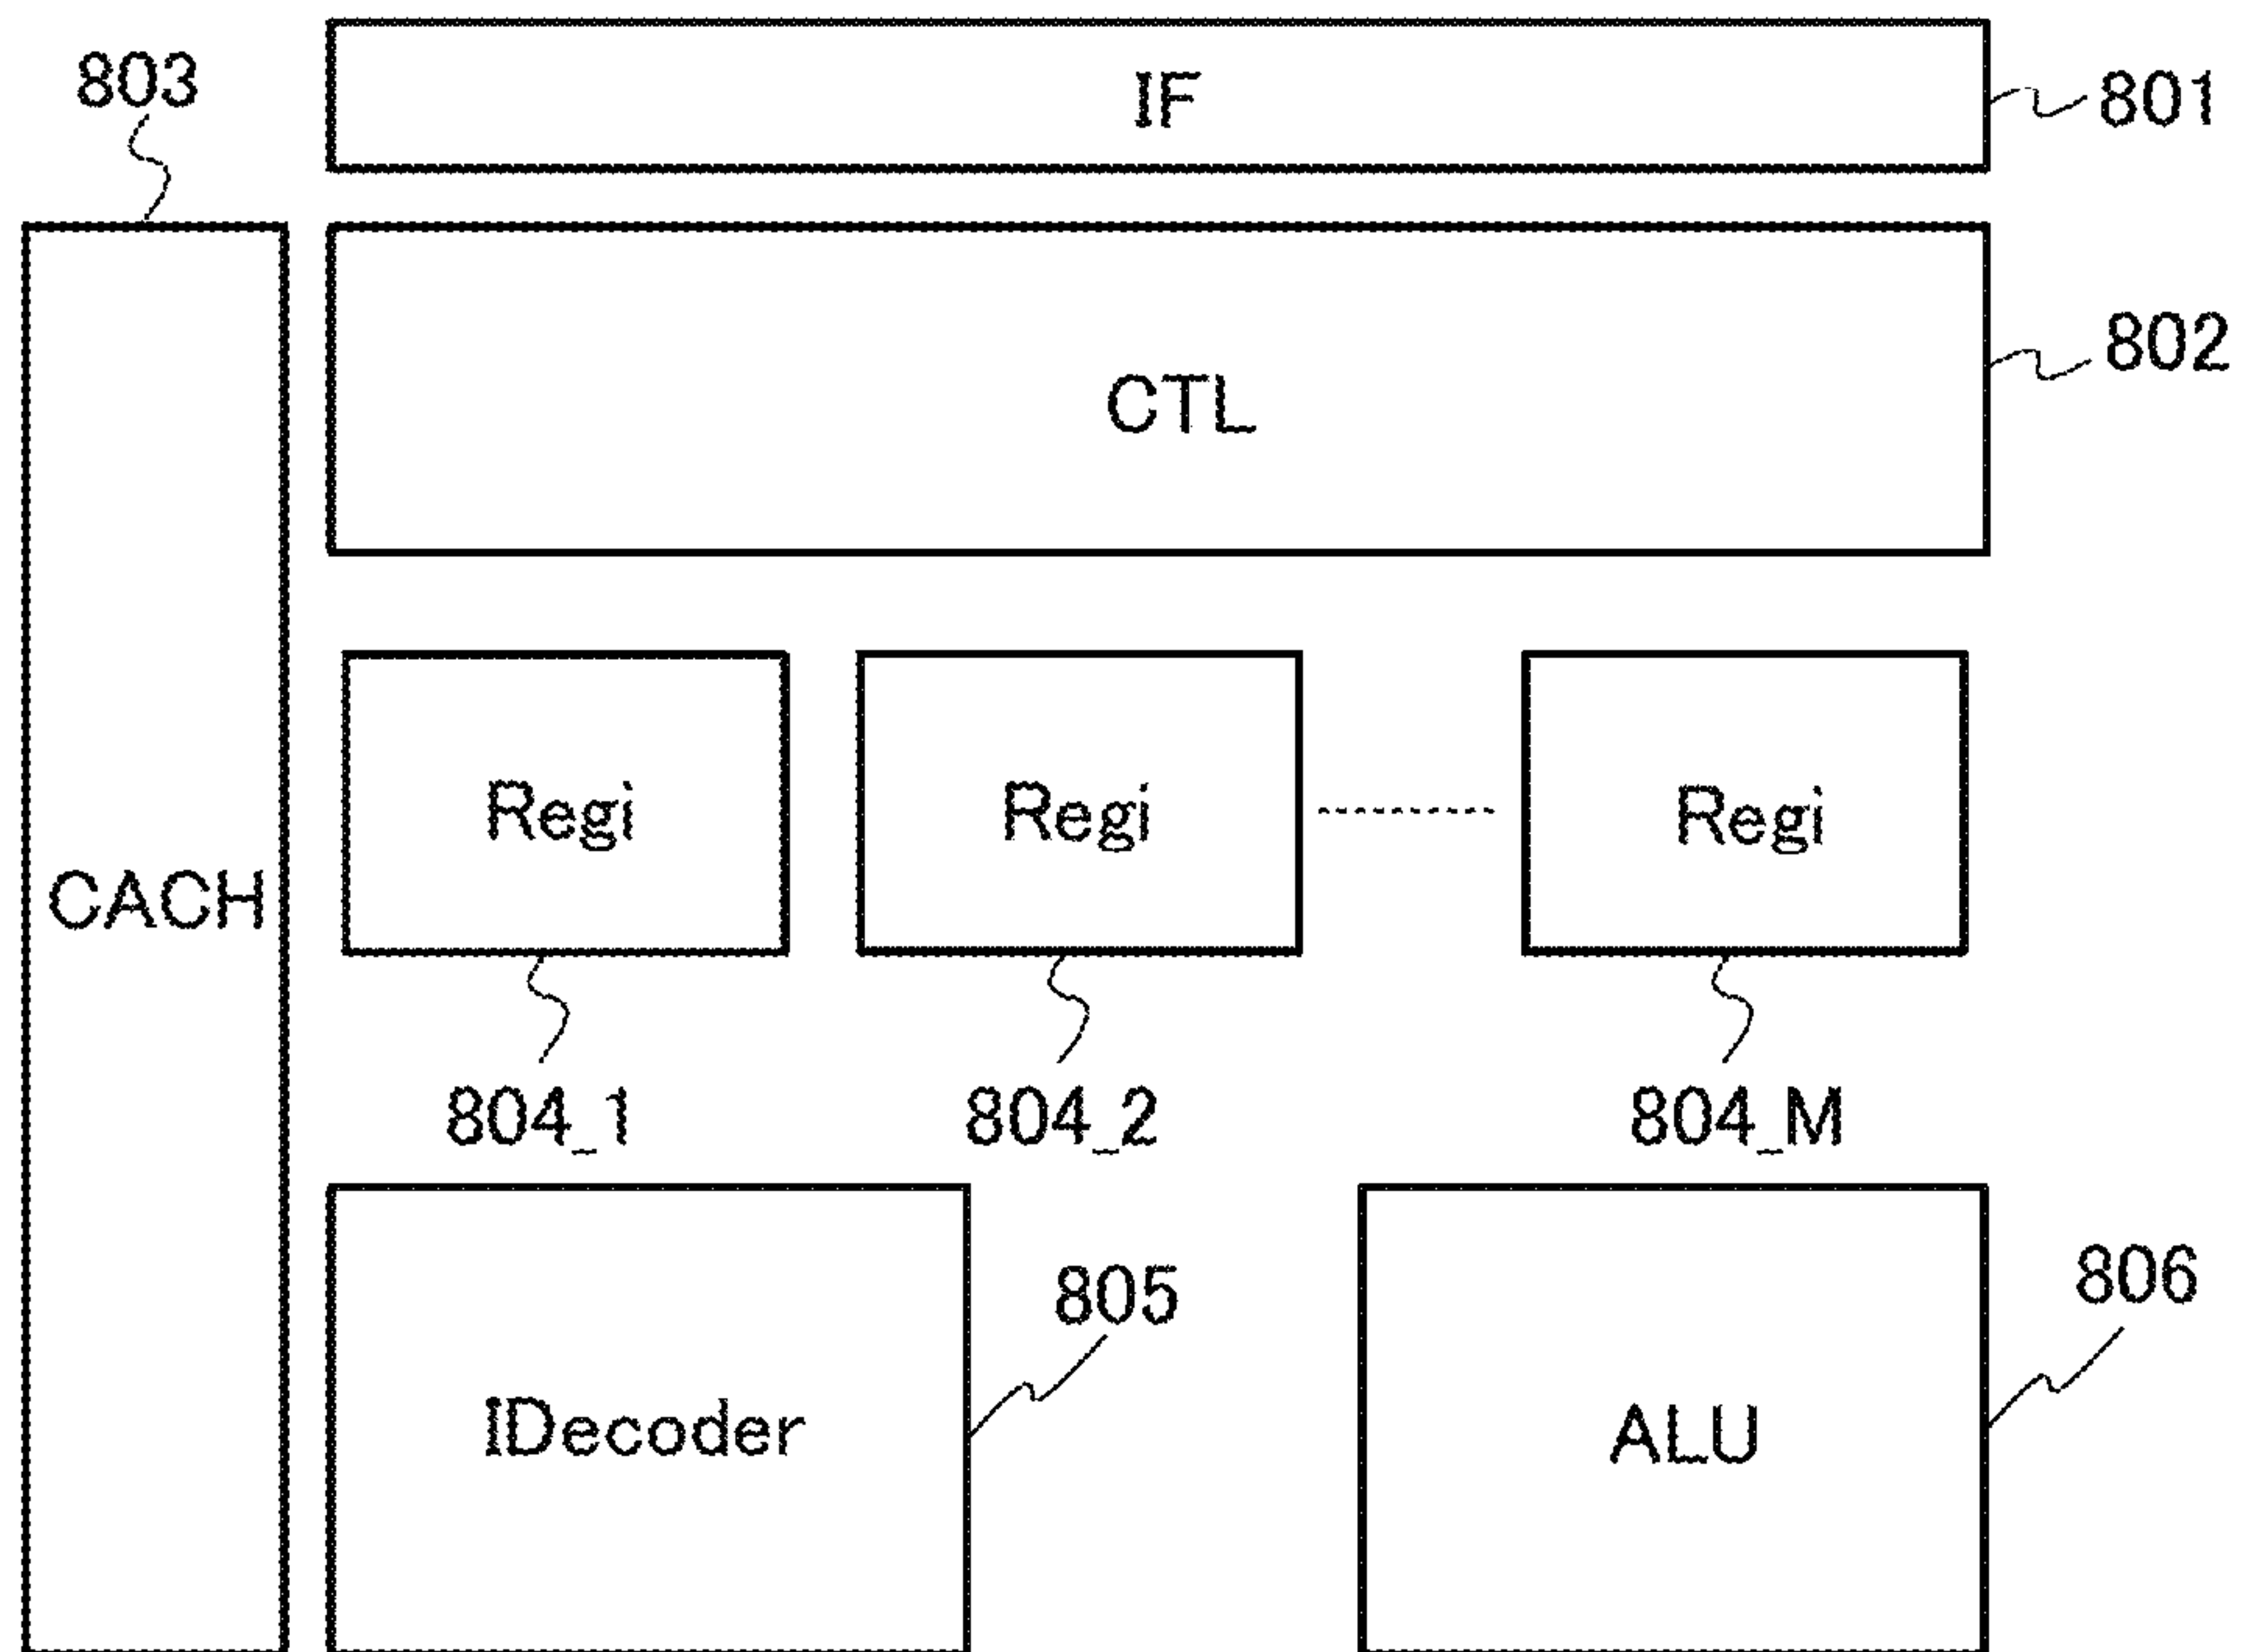 803
IF
801
CTL
802
CACH
Regi
Regi
Regi
804_1
804_2
804_M
IDecoder
805
ALU
806